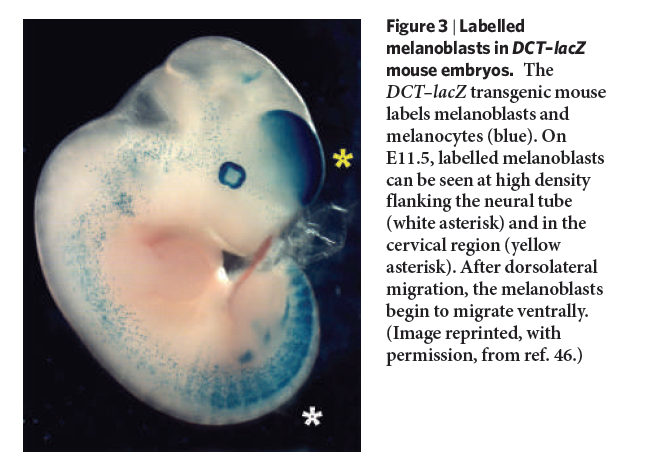 Figure 3 | Labelled
melanoblasts in DCT–lacZ
mouse embryos. The
DCT–lacZ transgenic mouse
labels melanoblasts and
melanocytes (blue). On
E11.5, labelled melanoblasts
can be seen at high density
flanking the neural tube
(white asterisk) and in the
cervical region (yellow
asterisk). After dorsolateral
migration, the melanoblasts
begin to migrate ventrally.
(Image reprinted, with
permission, from ref. 46.)